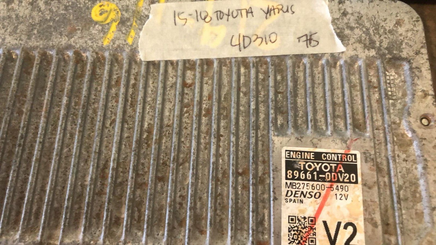 15-18 TOYOTA YARIS
4D310 75
ENGINE CONTROL
TOYOTA
89661-0DV20
MB275600-5490
DENSO 12V
SPAIN
V2